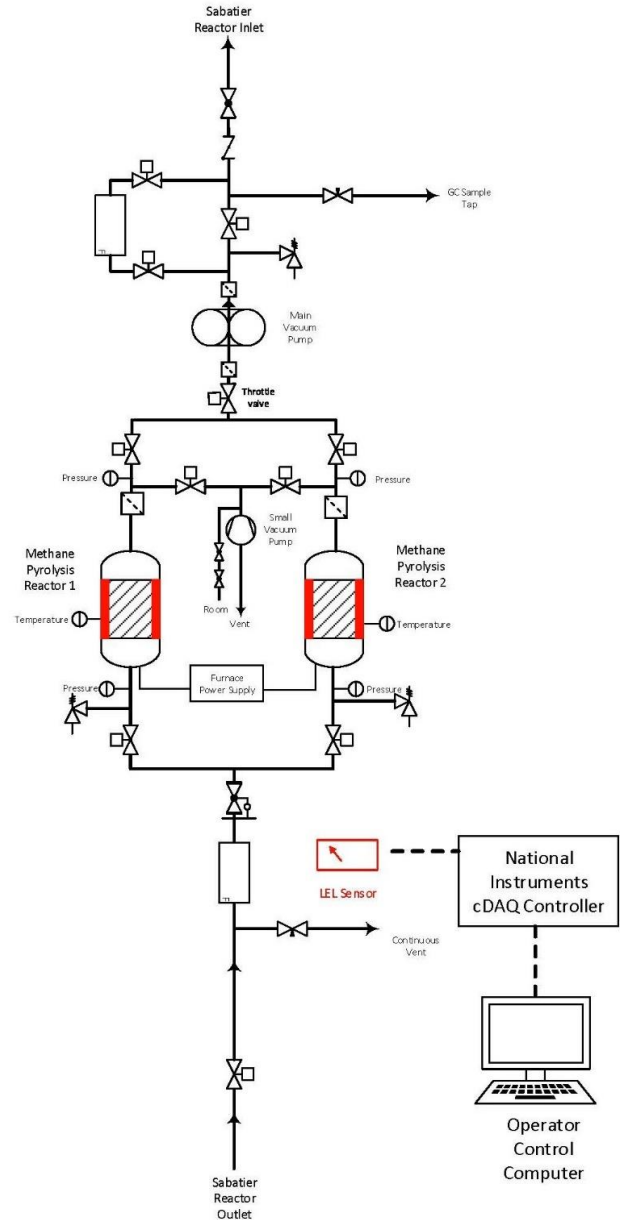 Sabatier
Reactor Inlet
GC Sample
Tap
F
Main
Vacuum
Pump
Throttle
valve
Pressure
Pressure
Small
Vacuum
Pump
Methane
Pyrolysis
Reactor 1
Methane
Pyrolysis
Reactor 2
Room
Vent
Temperature
Temperature
Furnace
Power Supply
Pressure
Pressure
F
LEL Sensor
National
Instruments
cDAQ Controller
Continuous
Vent
Operator
Control
Computer
Sabatier
Reactor
Outlet